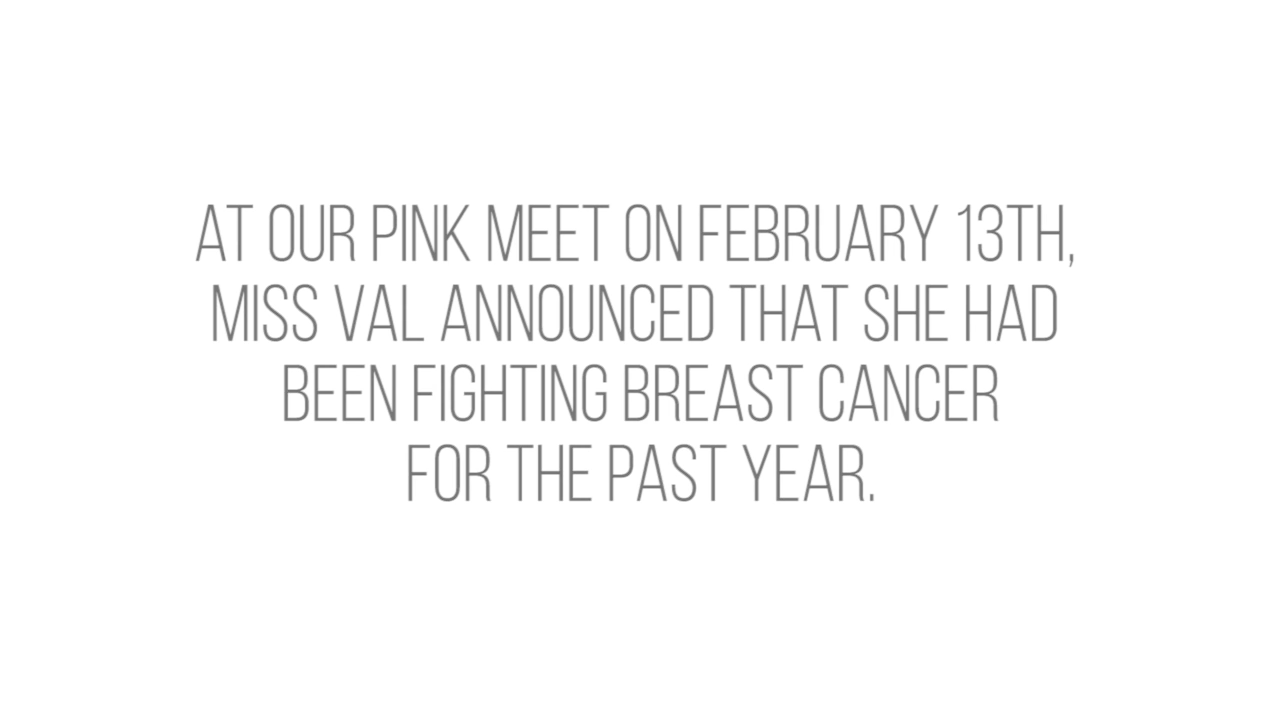 AT OUR PINK MEET ON FEBRUARY 13TH,
MISS VAL ANNOUNCED THAT SHE HAD
BEEN FIGHTING BREAST CANCER
FOR THE PAST YEAR.